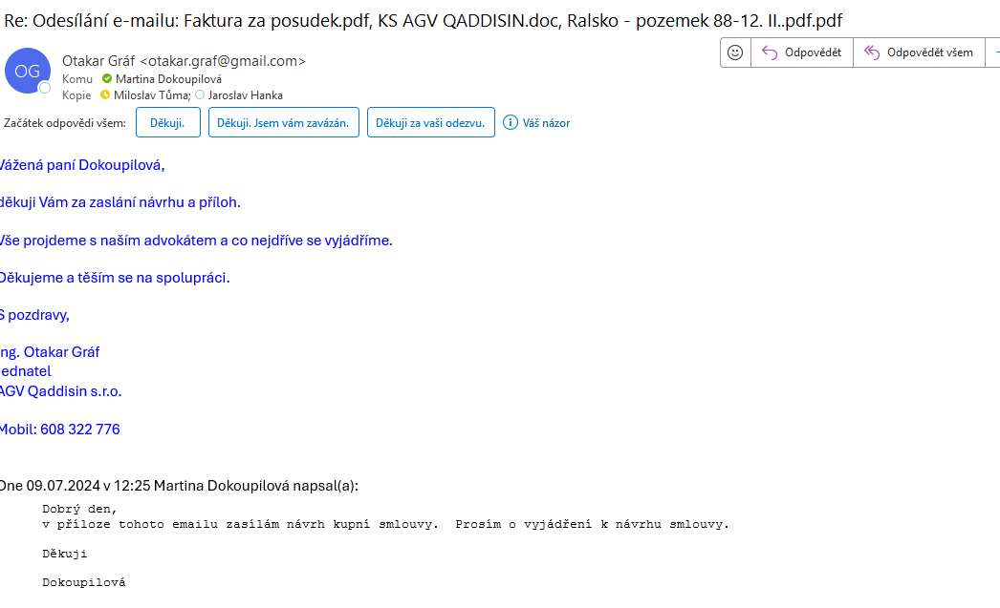 Re: Odesílání e-mailu: Faktura za posudek.pdf, KS AGV QADDISIN.doc, Ralsko - pozemek 88-12. II..pdf.pdf
OG
Otakar Gráf <otakar.graf@gmail.com>
Komu Martina Dokoupilová
Kopie Miloslav Tůma; Jaroslav Hanka
Odpovědět
Odpovědět všem
Začátek odpovědi všem:
Děkuji.
Děkuji. Jsem vám zavázán.
Děkuji za vaši odezvu.
Váš názor
Vážená paní Dokoupilová,
děkuji Vám za zaslání návrhu a příloh.
Vše projdeme s naším advokátem a co nejdříve se vyjádříme.
Děkujeme a těším se na spolupráci.
S pozdravy,
ng. Otakar Gráf
ednatel
AGV Qaddisin s.r.o.
Mobil: 608 322 776
Dne 09.07.2024 v 12:25 Martina Dokoupilová napsal(a):
Dobrý den,
v příloze tohoto emailu zasílám návrh kupní smlouvy. Prosím o vyjádření k návrhu smlouvy.
Děkuji
Dokoupilová